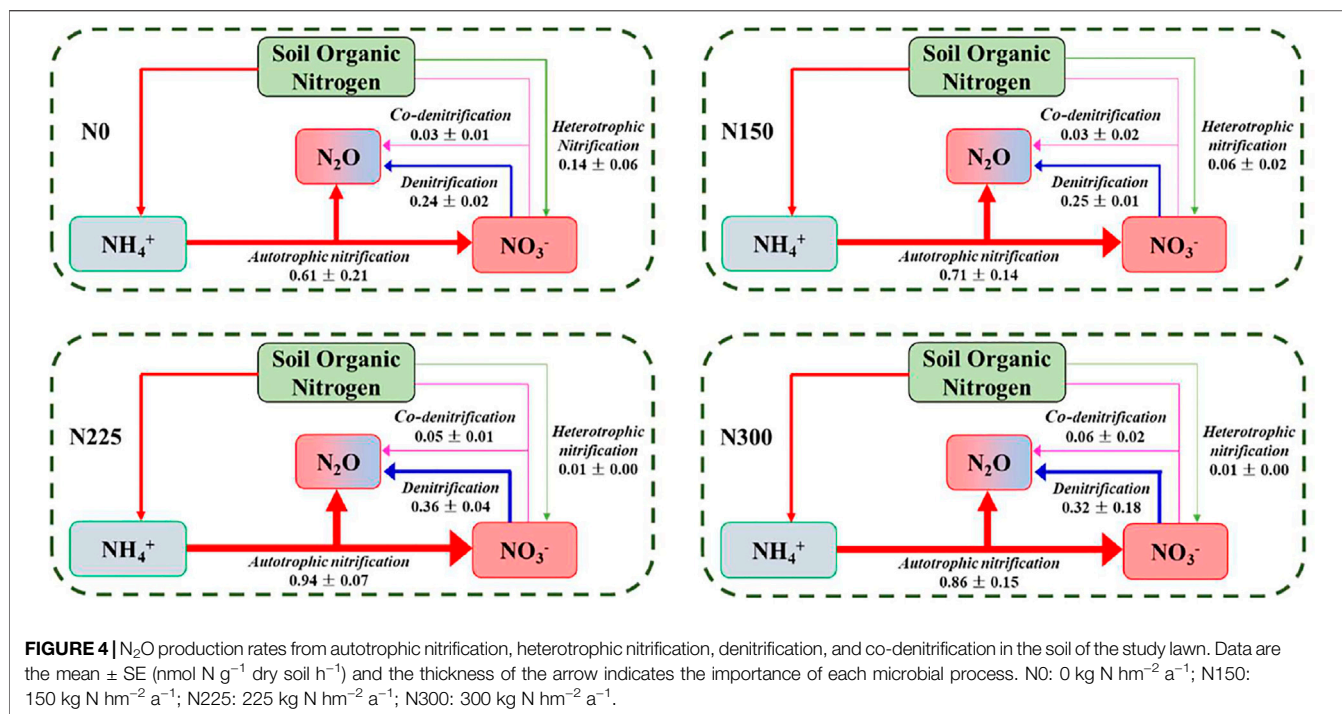 Soil Organic
Nitrogen
N0
Co-denitrification
0.03 ± 0.01
Heterotrophic
Nitrification
0.14 ± 0.06
N₂O
Denitrification
0.24 ± 0.02
NH₄⁺
NO₃⁻
Autotrophic nitrification
0.61 ± 0.21
Soil Organic
Nitrogen
N150
Co-denitrification
0.03 ± 0.02
Heterotrophic
nitrification
0.06 ± 0.02
N₂O
Denitrification
0.25 ± 0.01
NH₄⁺
NO₃⁻
Autotrophic nitrification
0.71 ± 0.14
Soil Organic
Nitrogen
N225
Co-denitrification
0.05 ± 0.01
Heterotrophic
nitrification
0.01 ± 0.00
N₂O
Denitrification
0.36 ± 0.04
NH₄⁺
NO₃⁻
Autotrophic nitrification
0.94 ± 0.07
Soil Organic
Nitrogen
N300
Co-denitrification
0.06 ± 0.02
Heterotrophic
nitrification
0.01 ± 0.00
N₂O
Denitrification
0.32 ± 0.18
NH₄⁺
NO₃⁻
Autotrophic nitrification
0.86 ± 0.15
FIGURE 4 | N₂O production rates from autotrophic nitrification, heterotrophic nitrification, denitrification, and co-denitrification in the soil of the study lawn. Data are
the mean ± SE (nmol N g⁻¹ dry soil h⁻¹) and the thickness of the arrow indicates the importance of each microbial process. N0: 0 kg N hm⁻² a⁻¹; N150:
150 kg N hm⁻² a⁻¹; N225: 225 kg N hm⁻² a⁻¹; N300: 300 kg N hm⁻² a⁻¹.